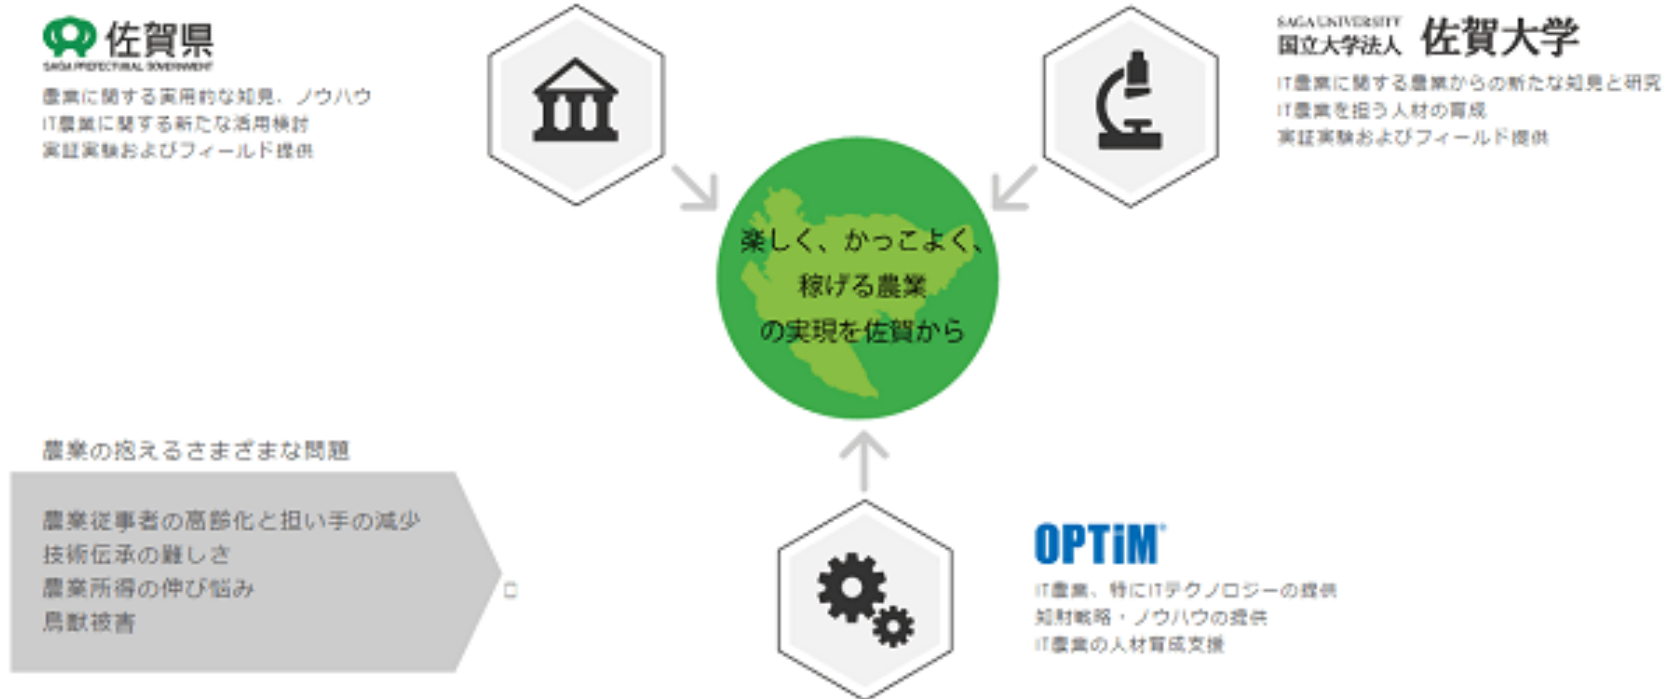 佐賀県
SAGA PREFECTURAL GOVERNMENT
農業に関する実用的な知見、ノウハウ
IT農業に関する新たな活用検討
実証実験およびフィールド提供
SAGA UNIVERSITY
国立大学法人 佐賀大学
IT農業に関する農業からの新たな知見と研究
IT農業を担う人材の育成
実証実験およびフィールド提供
楽しく、かっこよく、
稼げる農業
の実現を佐賀から
農業の抱えるさまざまな問題
農業従事者の高齢化と担い手の減少
技術伝承の難しさ
農業所得の伸び悩み
鳥獣被害
OPTiM®
IT農業、特にITテクノロジーの提供
知財戦略・ノウハウの提供
IT農業の人材育成支援